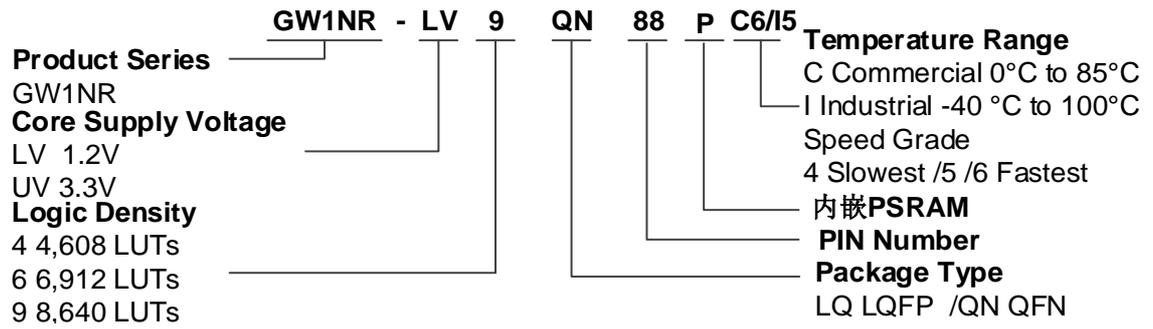 GW1NR - LV 9 QN 88 P C6/I5
Product Series
GW1NR
Core Supply Voltage
LV 1.2V
UV 3.3V
Logic Density
4 4,608 LUTs
6 6,912 LUTs
9 8,640 LUTs
Temperature Range
C Commercial 0°C to 85°C
I Industrial -40 °C to 100°C
Speed Grade
4 Slowest /5 /6 Fastest
内嵌PSRAM
PIN Number
Package Type
LQ LQFP /QN QFN